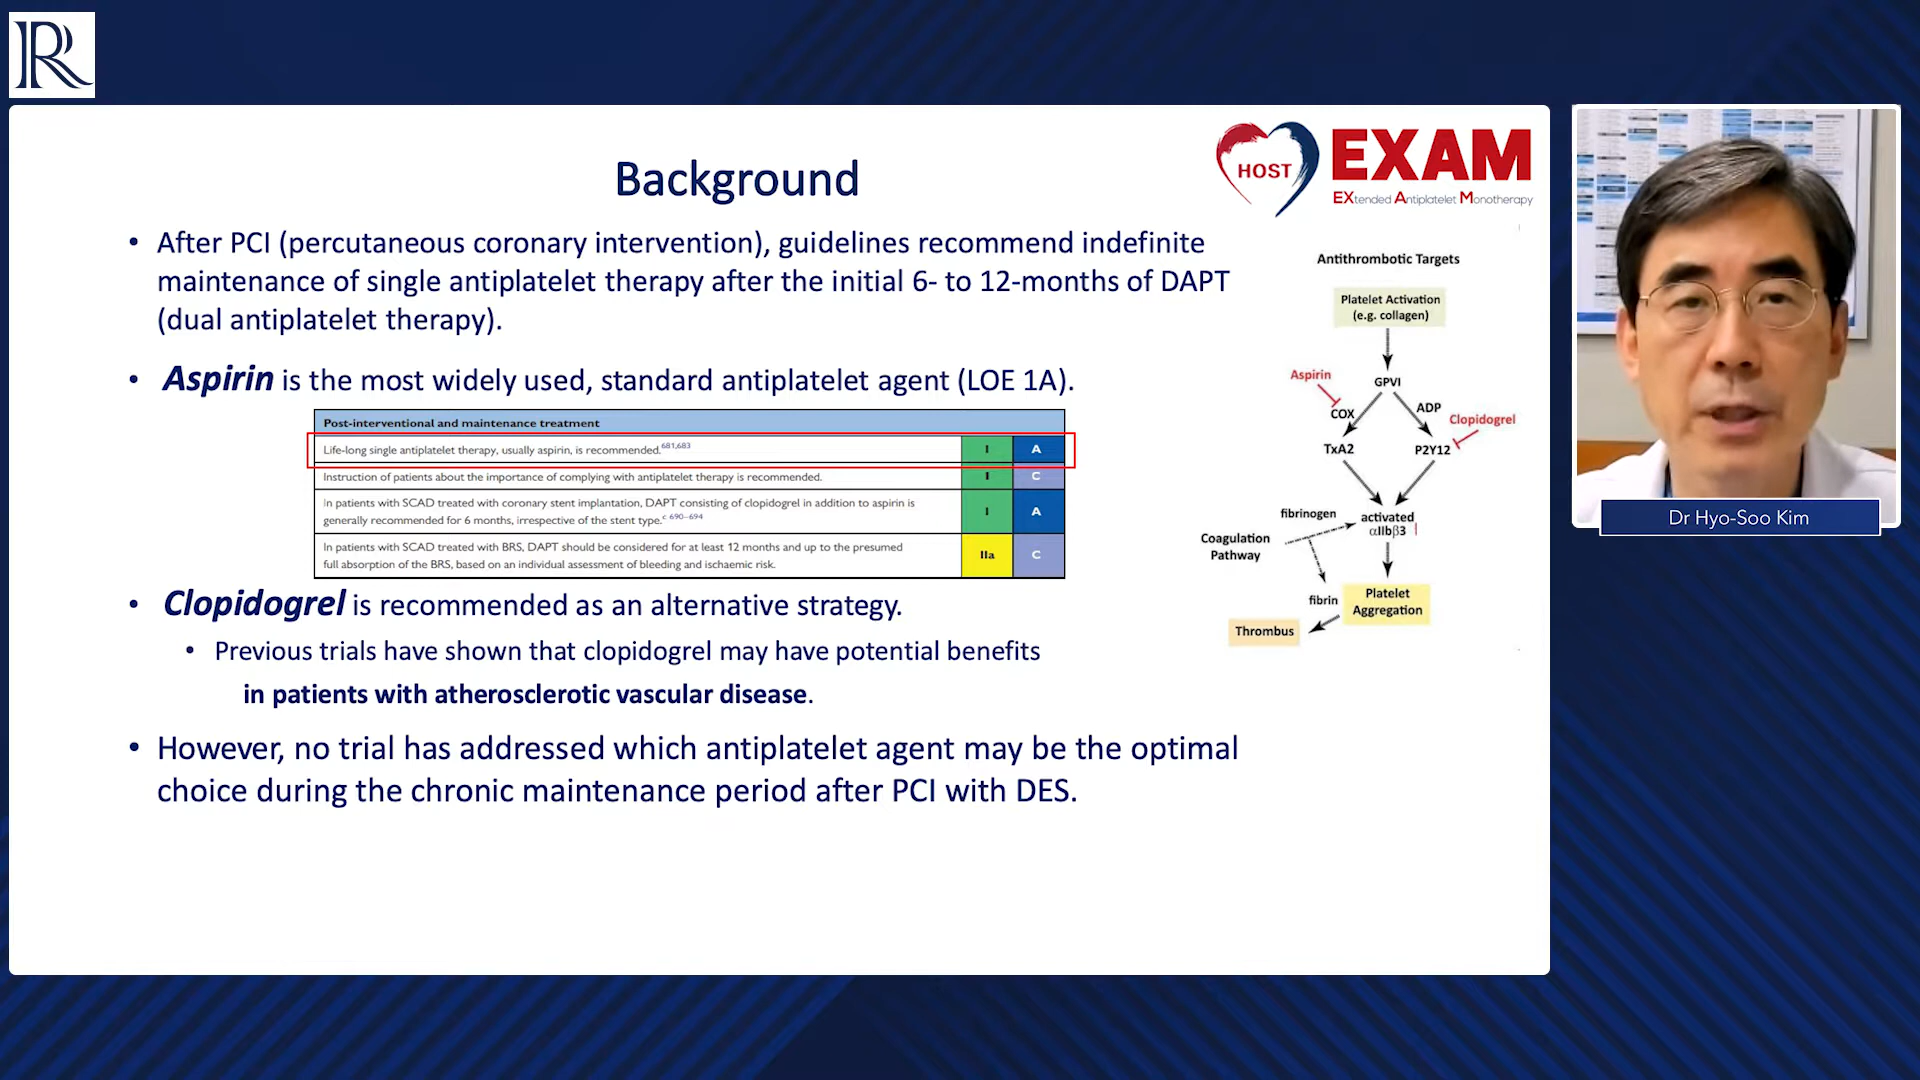 R
Background
HOST
EXAM
EXtended Antiplatelet Monotherapy
• After PCI (percutaneous coronary intervention), guidelines recommend indefinite
maintenance of single antiplatelet therapy after the initial 6- to 12-months of DAPT
(dual antiplatelet therapy).
• Aspirin is the most widely used, standard antiplatelet agent (LOE 1A).
Post-interventional and maintenance treatment
Life-long single antiplatelet therapy, usually aspirin, is recommended.681,683 I A
Instruction of patients about the importance of complying with antiplatelet therapy is recommended. I C
In patients with SCAD treated with coronary stent implantation, DAPT consisting of clopidogrel in addition to aspirin is
generally recommended for 6 months, irrespective of the stent type.c 690–694 I A
In patients with SCAD treated with BRS, DAPT should be considered for at least 12 months and up to the presumed
full absorption of the BRS, based on an individual assessment of bleeding and ischaemic risk. IIa C
• Clopidogrel is recommended as an alternative strategy.
• Previous trials have shown that clopidogrel may have potential benefits
in patients with atherosclerotic vascular disease.
• However, no trial has addressed which antiplatelet agent may be the optimal
choice during the chronic maintenance period after PCI with DES.
Antithrombotic Targets
Platelet Activation
(e.g. collagen)
Aspirin
GPVI
COX
ADP
Clopidogrel
TxA2
P2Y12
fibrinogen
activated
αIIbβ3
Coagulation
Pathway
fibrin
Platelet
Aggregation
Thrombus
Dr Hyo-Soo Kim